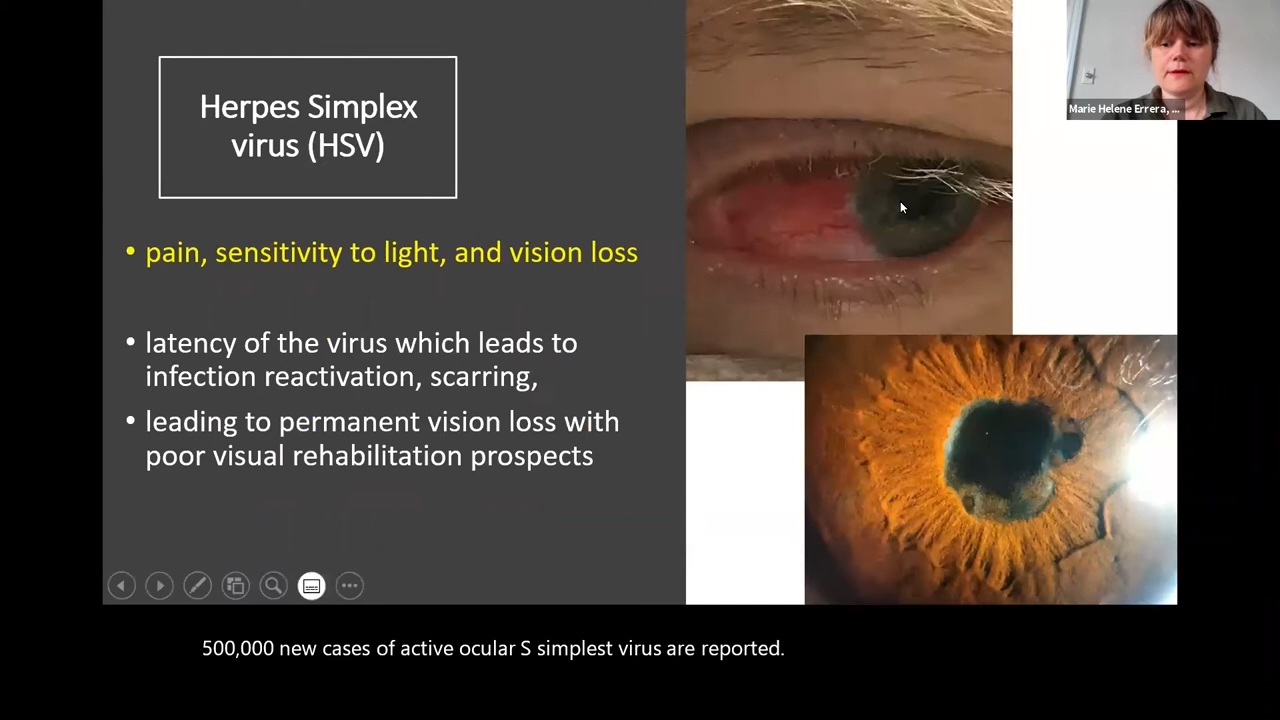 Herpes Simplex
virus (HSV)
• pain, sensitivity to light, and vision loss
• latency of the virus which leads to
infection reactivation, scarring,
• leading to permanent vision loss with
poor visual rehabilitation prospects
Marie Helene Errera, ...
500,000 new cases of active ocular S simplest virus are reported.